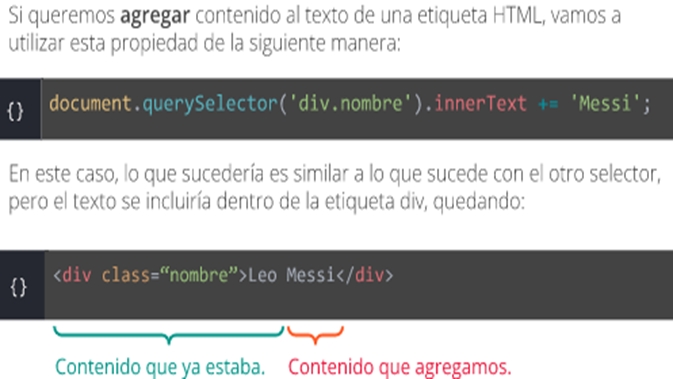 Si queremos agregar contenido al texto de una etiqueta HTML, vamos a
utilizar esta propiedad de la siguiente manera:
{} document.querySelector('div.nombre').innerText += 'Messi';
En este caso, lo que sucedería es similar a lo que sucede con el otro selector,
pero el texto se incluiría dentro de la etiqueta div, quedando:
{} <div class=“nombre”>Leo Messi</div>
Contenido que ya estaba. Contenido que agregamos.